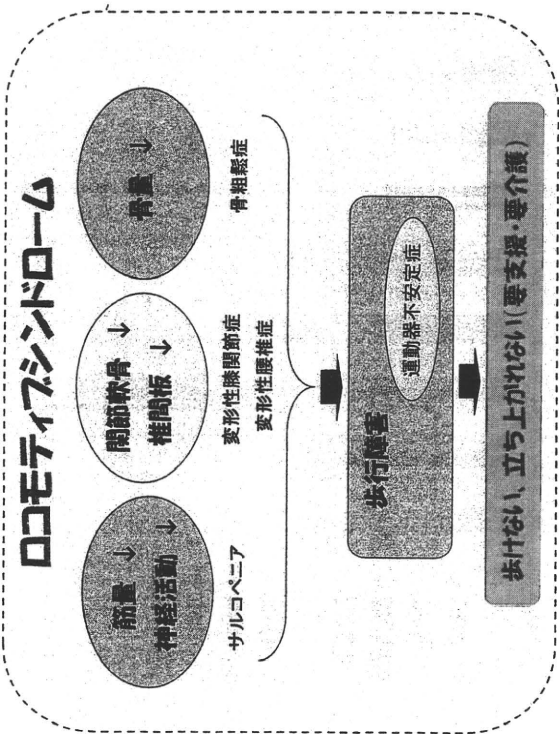 ロコモティブシンドローム
筋量 ↓
神経活動 ↓
サルコペニア
関節軟骨 ↓
椎間板 ↓
変形性膝関節症
変形性腰椎症
骨量 ↓
骨粗鬆症
歩行障害
運動器不安定症
歩けない、立ち上がれない(要支援・要介護)